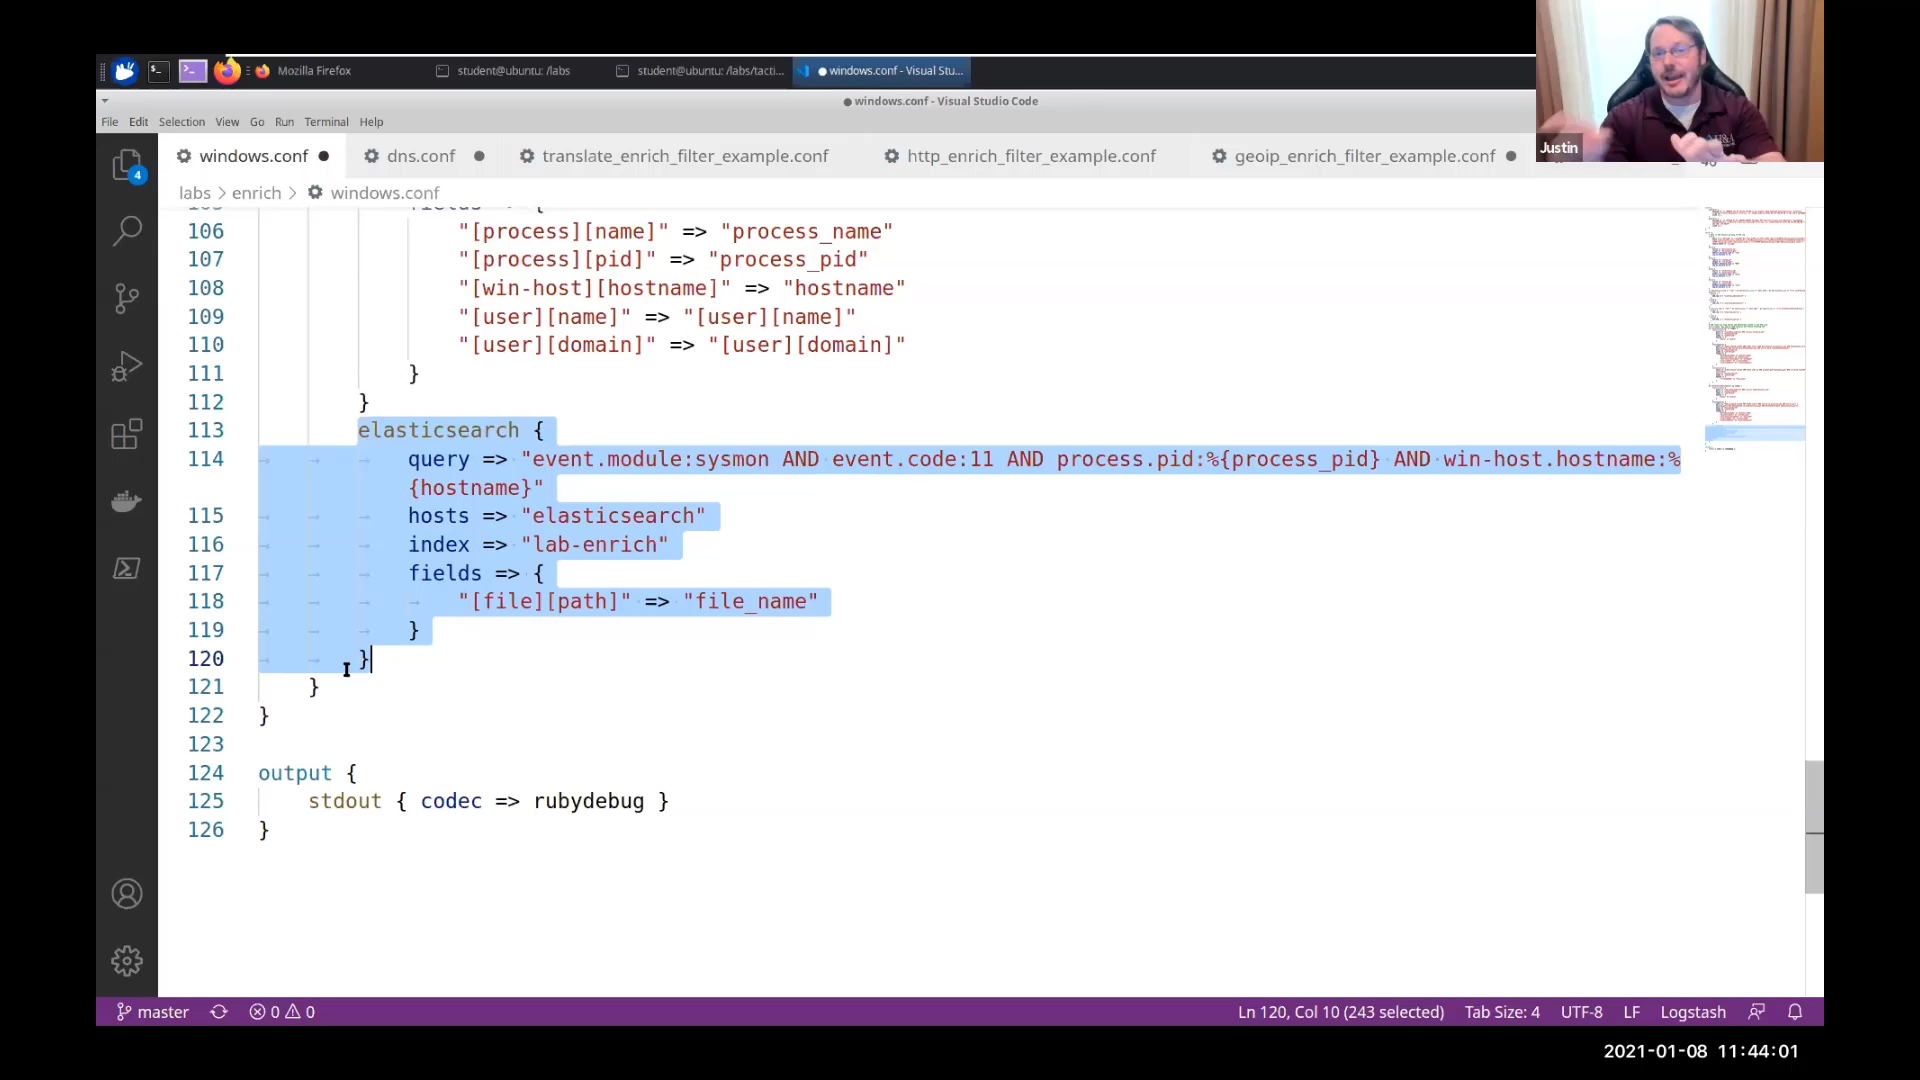 Mozilla Firefox
student@ubuntu: /labs
student@ubuntu: /labs/tacti...
windows.conf - Visual Stu...
windows.conf - Visual Studio Code
File Edit Selection View Go Run Terminal Help
Justin
windows.conf
dns.conf
translate_enrich_filter_example.conf
http_enrich_filter_example.conf
geoip_enrich_filter_example.conf
4
labs > enrich > windows.conf
106 "[process][name]" => "process_name"
107 "[process][pid]" => "process_pid"
108 "[win-host][hostname]" => "hostname"
109 "[user][name]" => "[user][name]"
110 "[user][domain]" => "[user][domain]"
111 }
112 }
113 elasticsearch {
114 query => "event.module:sysmon AND event.code:11 AND process.pid:%{process_pid} AND win-host.hostname:%
{hostname}"
115 hosts => "elasticsearch"
116 index => "lab-enrich"
117 fields => {
118 "[file][path]" => "file_name"
119 }
120 }
121 }
122 }
123
124 output {
125 stdout { codec => rubydebug }
126 }
master 0 0 Ln 120, Col 10 (243 selected) Tab Size: 4 UTF-8 LF Logstash
2021-01-08 11:44:01